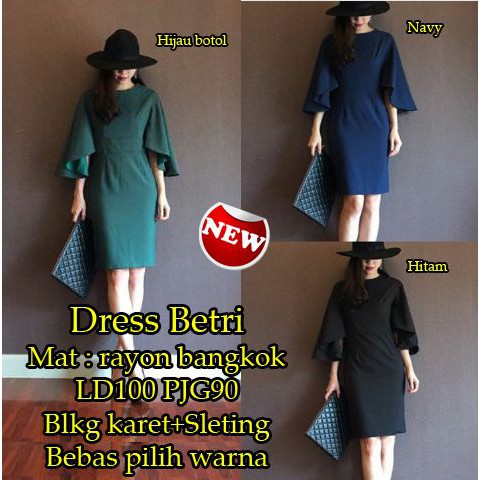 Hijau botol
Navy
NEW
Hitam
Dress Betri
Mat : rayon bangkok
LD100 PJG90
Blkg karet+Sleting
Bebas pilih warna